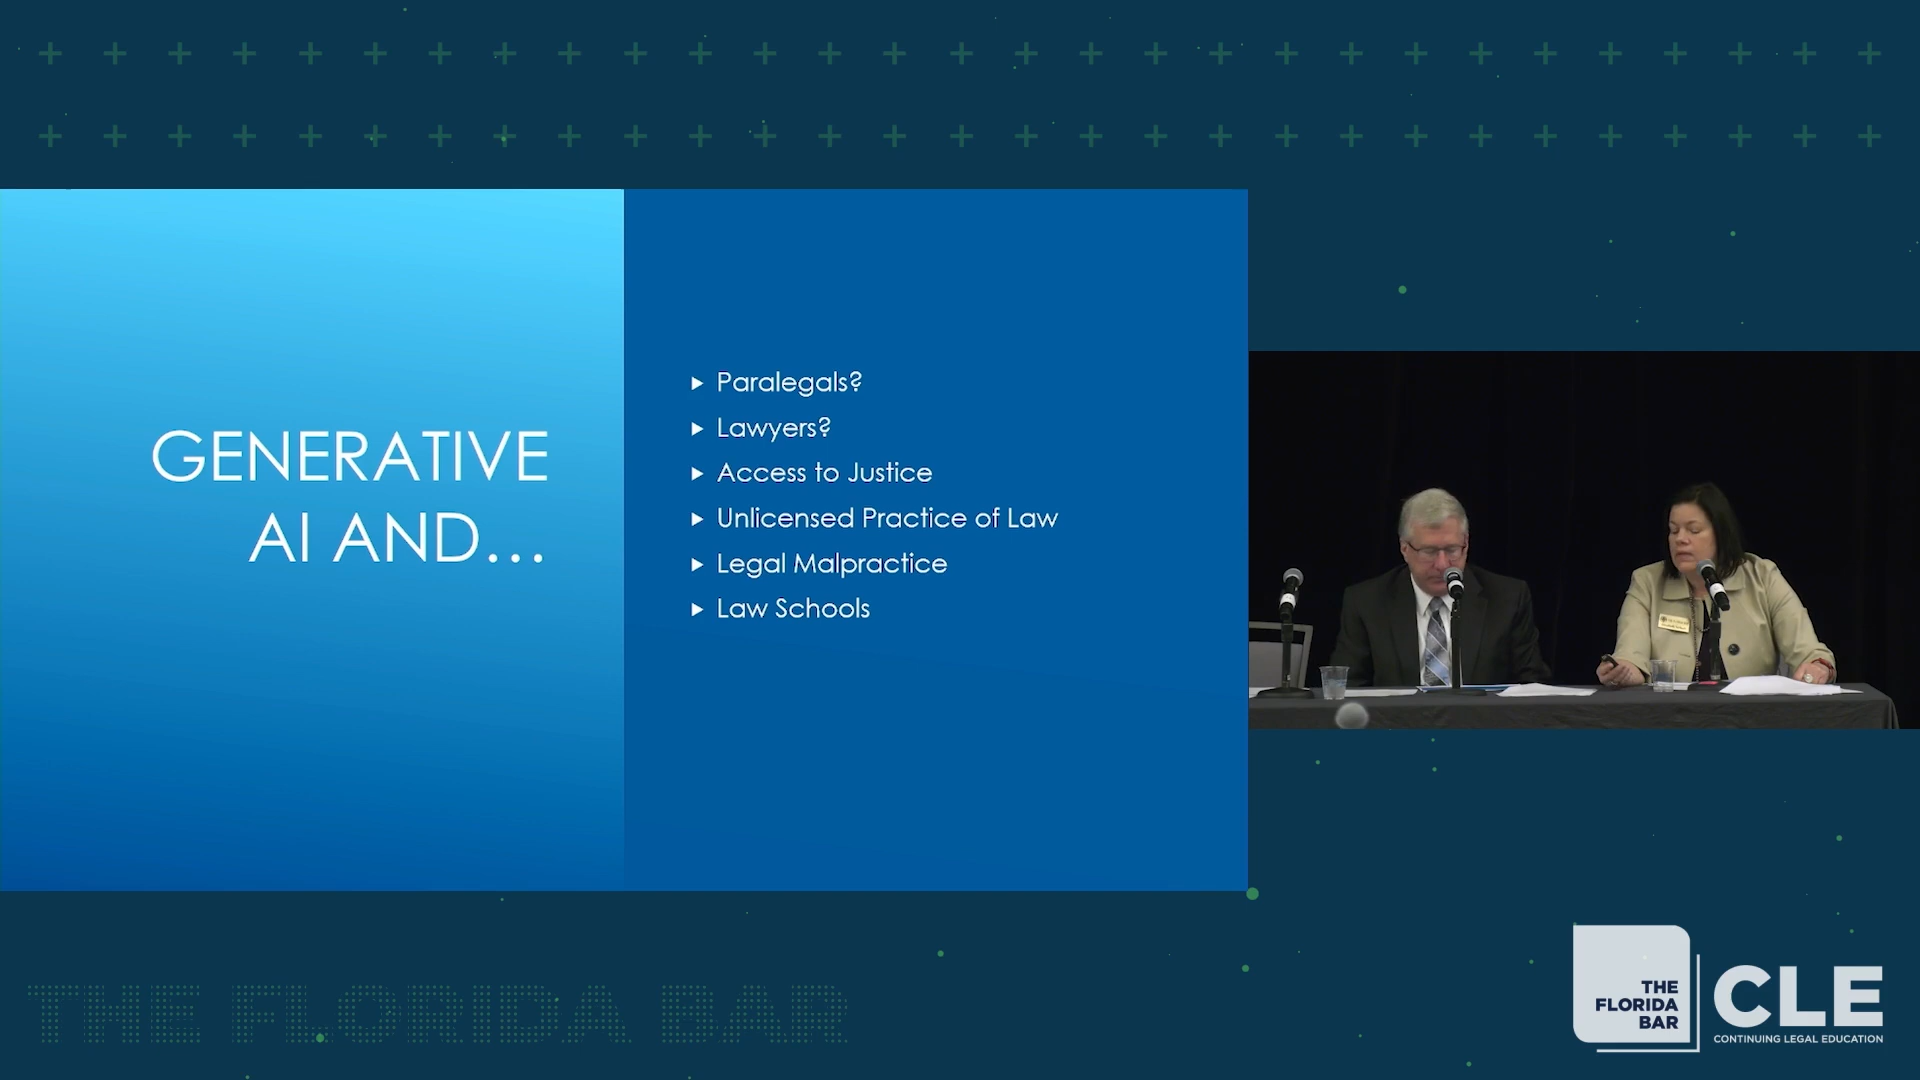 GENERATIVE
AI AND...
Paralegals?
Lawyers?
Access to Justice
Unlicensed Practice of Law
Legal Malpractice
Law Schools
THE FLORIDA BAR
THE
FLORIDA
BAR
CLE
CONTINUING LEGAL EDUCATION